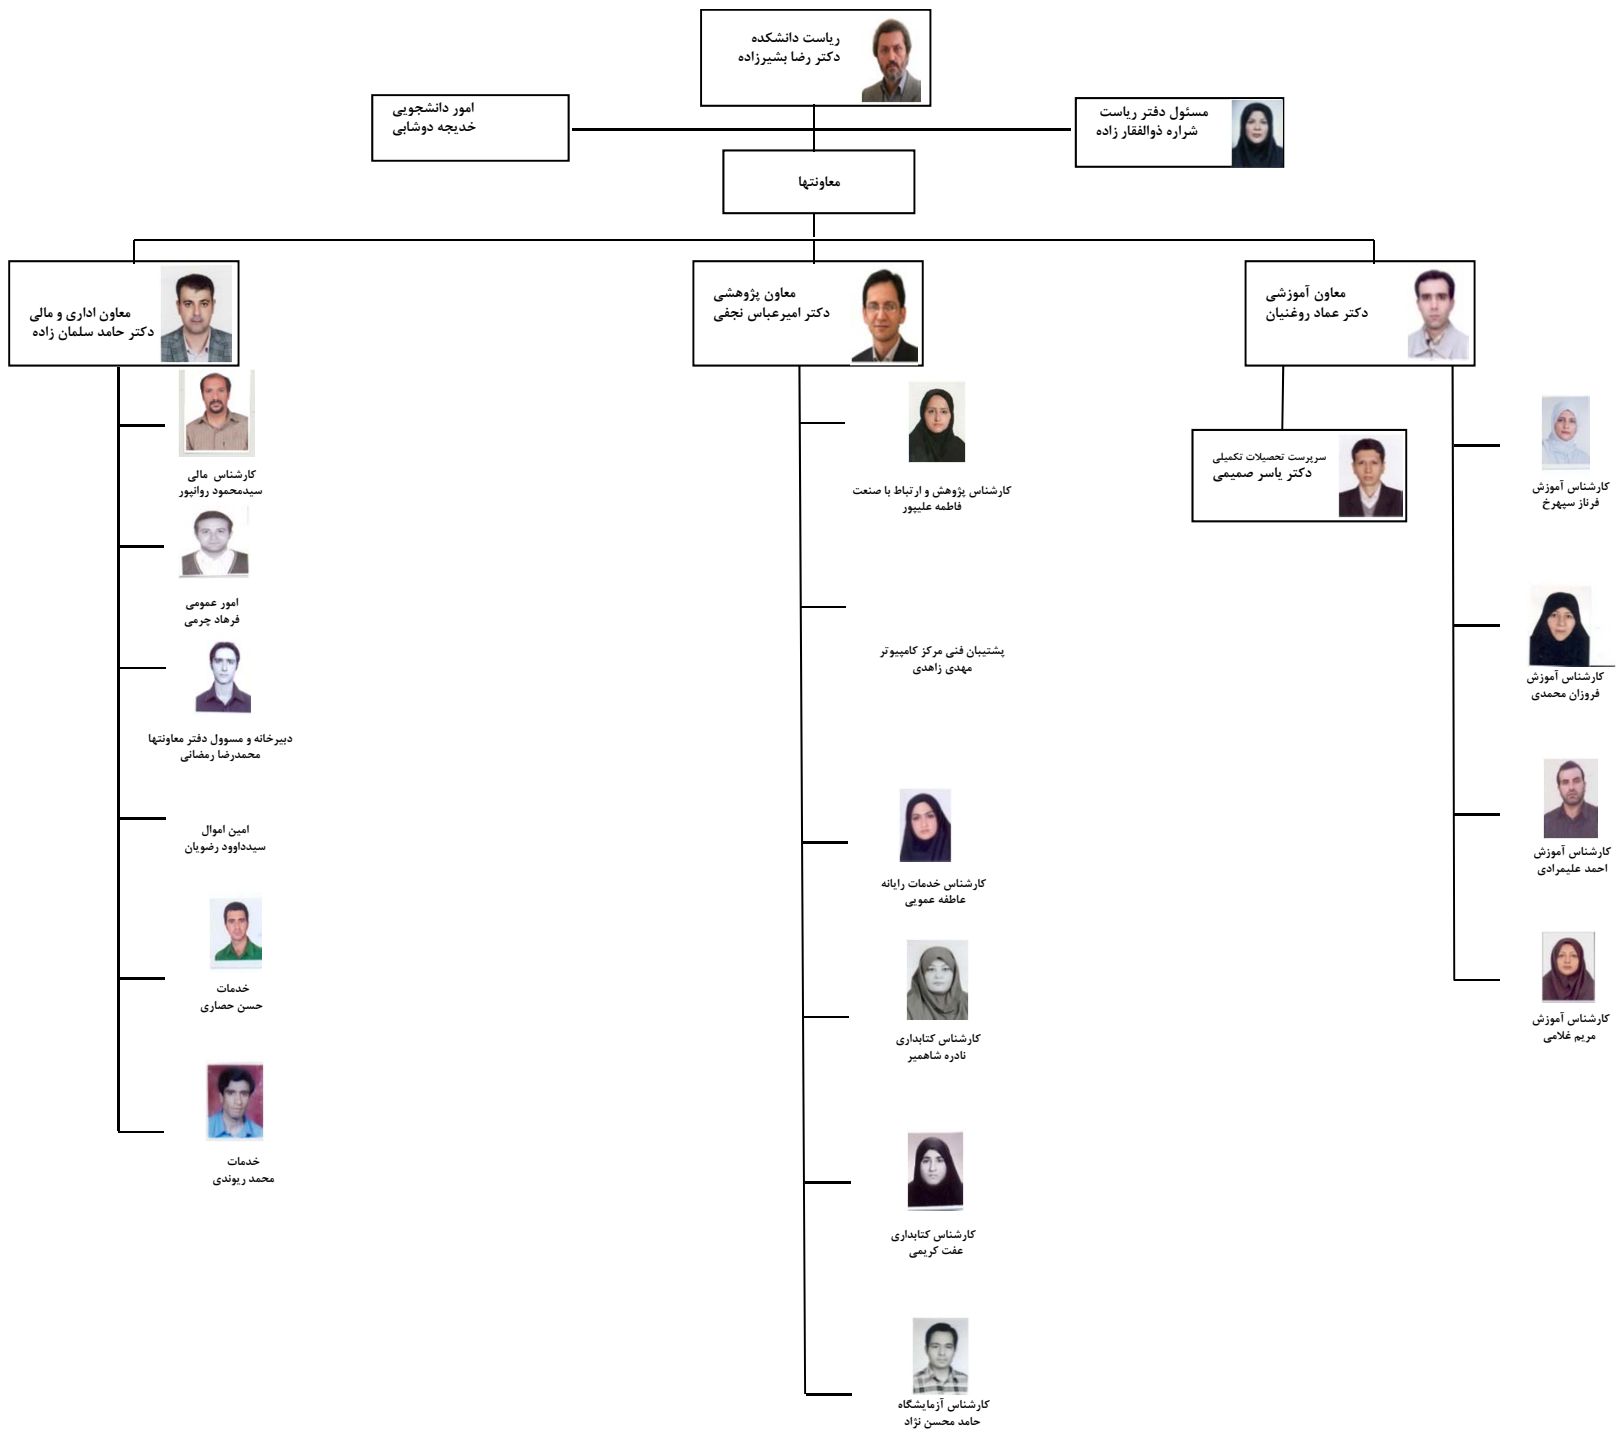 ریاست دانشکده
دکتر رضا بشیرزاده
مسئول دفتر ریاست
شراره ذوالفقار زاده
امور دانشجویی
خدیجه دوشابی
معاونتها
معاون آموزشی
دکتر عماد روغنیان
معاون پژوهشی
دکتر امیرعباس نجفی
معاون اداری و مالی
دکتر حامد سلمان زاده
سرپرست تحصیلات تکمیلی
دکتر یاسر صمیمی
کارشناس آموزش
فرناز سپهرخ
کارشناس آموزش
فروزان محمدی
کارشناس آموزش
احمد علیمرادی
کارشناس آموزش
مریم غلامی
کارشناس پژوهش و ارتباط با صنعت
فاطمه علیپور
پشتیبان فنی مرکز کامپیوتر
مهدی زاهدی
کارشناس خدمات رایانه
عاطفه عمویی
کارشناس کتابداری
نادره شاهمیر
کارشناس کتابداری
عفت کریمی
کارشناس آزمایشگاه
حامد محسن نژاد
کارشناس مالی
سیدمحمود روانپور
امور عمومی
فرهاد چرمی
دبیرخانه و مسوول دفتر معاونتها
محمدرضا رمضانی
امین اموال
سیدداوود رضویان
خدمات
حسن حصاری
خدمات
محمد ریوندی